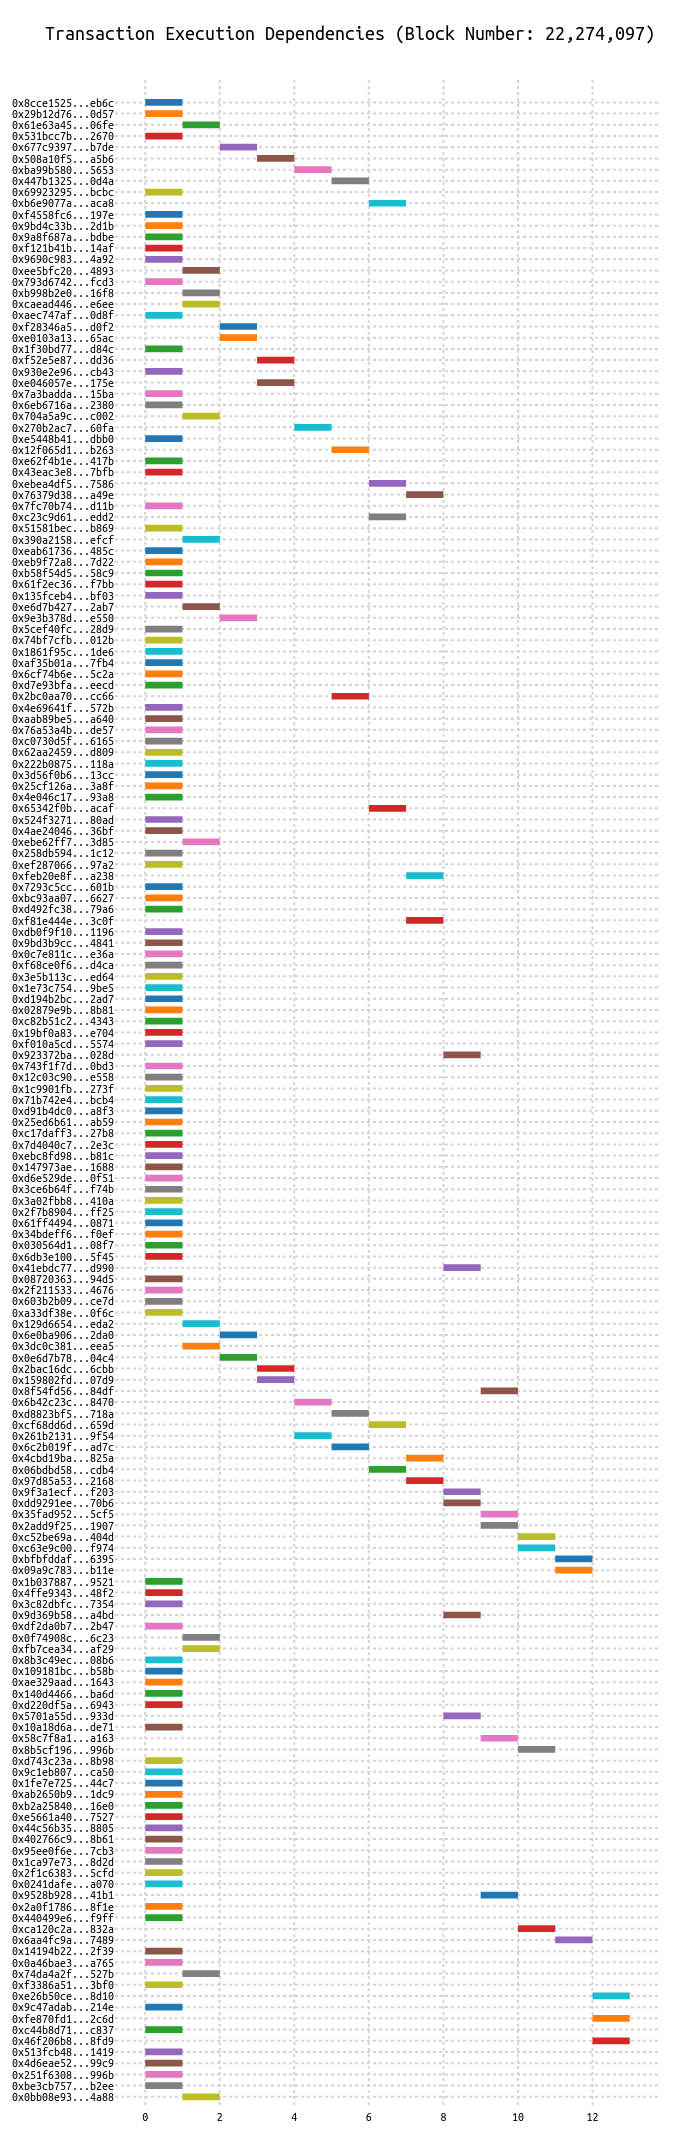 Transaction Execution Dependencies (Block Number: 22,274,097)
0x8cce1525...eb6c
0x29b12d76...0d57
0x61e63a45...06fe
0x531bcc7b...2670
0x677c9397...b7de
0x508a10f5...a5b6
0xba99b580...5653
0x447b1325...0d4a
0x69923295...bcbc
0xb6e9077a...aca8
0xf4558fc6...197e
0x9bd4c33b...2d1b
0x9a8f687a...bdbe
0xf121b41b...14af
0x9690c983...4a92
0xee5bfc20...4893
0x793d6742...fcd3
0xb998b2e0...16f8
0xcaead446...e6ee
0xaec747af...0d8f
0xf28346a5...d0f2
0xe0103a13...65ac
0x1f30bd77...d84c
0xf52e5e87...dd36
0x930e2e96...cb43
0xe046057e...175e
0x7a3badda...15ba
0x6eb6716a...2380
0x704a5a9c...c002
0x270b2ac7...60fa
0xe5448b41...dbb0
0x12f065d1...b263
0xe62f4b1e...417b
0x43eac3e8...7bfb
0xebea4df5...7586
0x76379d38...a49e
0x7fc70b74...d11b
0xc23c9d61...edd2
0x51581bec...b869
0x390a2158...efcf
0xeab61736...485c
0xeb9f72a8...7d22
0xb58f54d5...58c9
0x61f2ec36...f7bb
0x135fceb4...bf03
0xe6d7b427...2ab7
0x9e3b378d...e550
0x5cef40fc...28d9
0x74bf7cfb...012b
0x1861f95c...1de6
0xaf35b01a...7fb4
0x6cf74b6e...5c2a
0xd7e93bfa...eecd
0x2bc0aa70...cc66
0x4e69641f...572b
0xaab89be5...a640
0x76a53a4b...de57
0xc0730d5f...6165
0x62aa2459...d809
0x222b0875...118a
0x3d56f0b6...13cc
0x25cf126a...3a8f
0x4e046c17...93a8
0x65342f0b...acaf
0x524f3271...80ad
0x4ae24046...36bf
0xebe62ff7...3d85
0x258db594...1c12
0xef287066...97a2
0xfeb20e8f...a238
0x7293c5cc...601b
0xbc93aa07...6627
0xd492fc38...79a6
0xf81e444e...3c0f
0xdb0f9f10...1196
0x9bd3b9cc...4841
0x0c7e811c...e36a
0xf68ce0f6...d4ca
0x3e5b113c...ed64
0x1e73c754...9be5
0xd194b2bc...2ad7
0x02879e9b...8b81
0xc82b51c2...4343
0x19bf0a83...e704
0xf010a5cd...5574
0x923372ba...028d
0x743f1f7d...0bd3
0x12c03c90...e558
0x1c9901fb...273f
0x71b742e4...bcb4
0xd91b4dc0...a8f3
0x25ed6b61...ab59
0xc17daff3...27b8
0x7d4040c7...2e3c
0xebc8fd98...b81c
0x147973ae...1688
0xd6e529de...0f51
0x3ce6b64f...f74b
0x3a02fbb8...410a
0x2f7b8904...ff25
0x61ff4494...0871
0x34bdeff6...f0ef
0x030564d1...08f7
0x6db3e100...5f45
0x41ebdc77...d990
0x08720363...94d5
0x2f211533...4676
0x603b2b09...ce7d
0xa33df38e...0f6c
0x129d6654...eda2
0x6e0ba906...2da0
0x3dc0c381...eea5
0x0e6d7b78...04c4
0x2bac16dc...6cbb
0x159802fd...07d9
0x8f54fd56...84df
0x6b42c23c...8470
0xd8823bf5...718a
0xcf68dd6d...659d
0x261b2131...9f54
0x6c2b019f...ad7c
0x4cbd19ba...825a
0x06bdbd58...cdb4
0x97d85a53...2168
0x9f3a1ecf...f203
0xdd9291ee...70b6
0x35fad952...5cf5
0x2add9f25...1907
0xc52be69a...404d
0xc63e9c00...f974
0xbfbfddaf...6395
0x09a9c783...b11e
0x1b037887...9521
0x4ffe9343...48f2
0x3c82dbfc...7354
0x9d369b58...a4bd
0xdf2da0b7...2b47
0x0f74908c...6c23
0xfb7cea34...af29
0x8b3c49ec...08b6
0x109181bc...b58b
0xae329aad...1643
0x140d4466...ba6d
0xd220df5a...6943
0x5701a55d...933d
0x10a18d6a...de71
0x58c7f8a1...a163
0x8b5cf196...996b
0xd743c23a...8b98
0x9c1eb807...ca50
0x1fe7e725...44c7
0xab2650b9...1dc9
0xb2a25840...16e0
0xe5661a40...7527
0x44c56b35...8805
0x402766c9...8b61
0x95ee0f6e...7cb3
0x1ca97e73...8d2d
0x2f1c6383...5cfd
0x0241dafe...a070
0x9528b928...41b1
0x2a0f1786...8f1e
0x440499e6...f9ff
0xca120c2a...832a
0x6aa4fc9a...7489
0x14194b22...2f39
0x0a46bae3...a765
0x74da4a2f...527b
0xf3386a51...3bf0
0xe26b50ce...8d10
0x9c47adab...214e
0xfe870fd1...2c6d
0xc44b8d71...c837
0x46f206b8...8fd9
0x513fcb48...1419
0x4d6eae52...99c9
0x251f6308...996b
0xbe3cb757...b2ee
0x0bb08e93...4a88
0 2 4 6 8 10 12